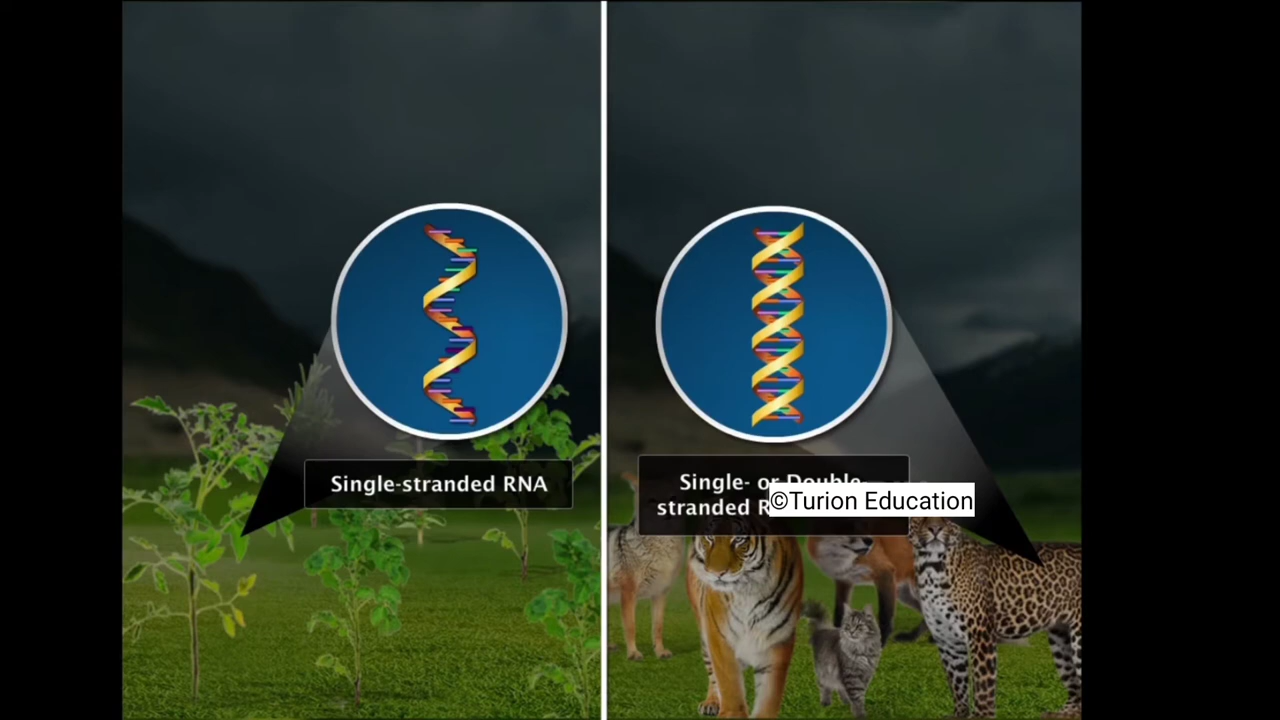 Single-stranded RNA
Single- or Double-
stranded
©Turion Education